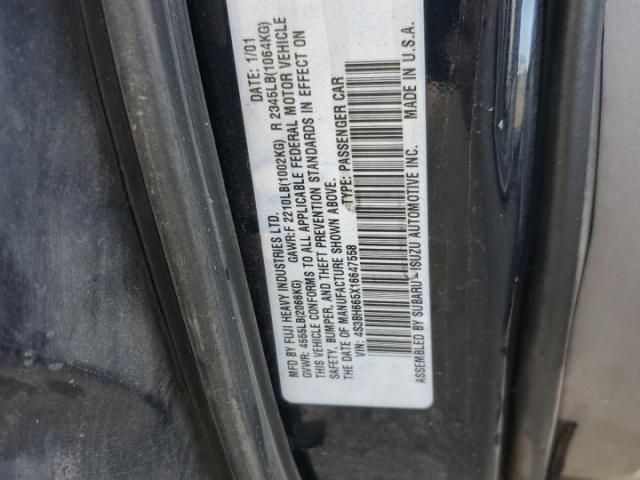 MFD BY FUJI HEAVY INDUSTRIES LTD. DATE: 1/01
GVWR: 4555LB(2066KG) GAWR:F 2210LB(1002KG) R 2345LB(1064KG)
THIS VEHICLE CONFORMS TO ALL APPLICABLE FEDERAL MOTOR VEHICLE
SAFETY, BUMPER, AND THEFT PREVENTION STANDARDS IN EFFECT ON
THE DATE OF MANUFACTURE SHOWN ABOVE.
VIN: 4S3BH665X16647558 TYPE: PASSENGER CAR
ASSEMBLED BY SUBARU-ISUZU AUTOMOTIVE INC. MADE IN U.S.A.